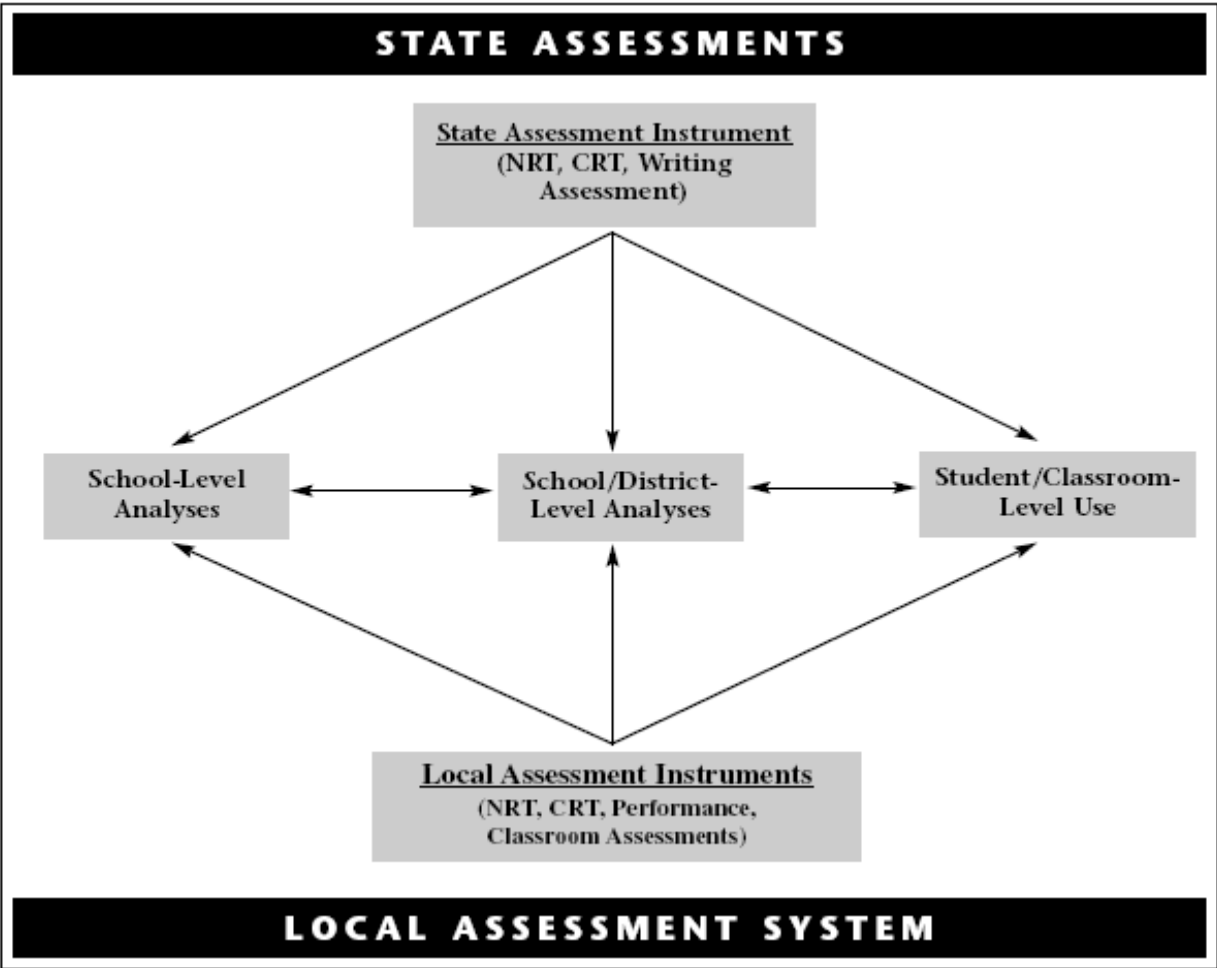 STATE ASSESSMENTS
State Assessment Instrument
(NRT, CRT, Writing
Assessment)
School-Level
Analyses
School/District-
Level Analyses
Student/Classroom-
Level Use
Local Assessment Instruments
(NRT, CRT, Performance,
Classroom Assessments)
LOCAL ASSESSMENT SYSTEM